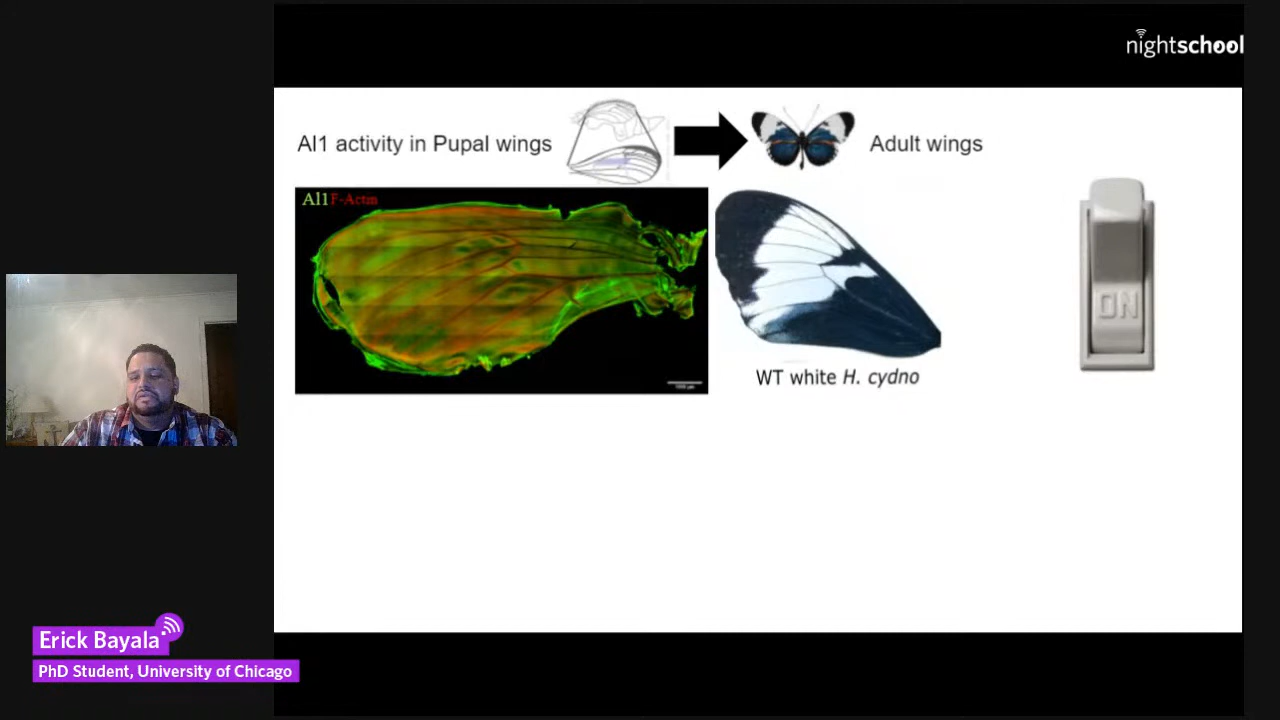 nightschool
Al1 activity in Pupal wings
Adult wings
Al1 F-Actin
ON
WT white H. cydno
Erick Bayala
PhD Student, University of Chicago